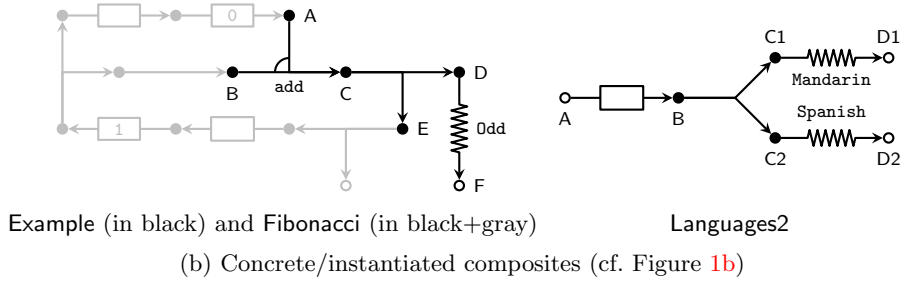 0 A
C1 D1
B add C D
Mandarin
A B
Spanish
1 E Odd
C2 D2
F
Example (in black) and Fibonacci (in black+gray) Languages2
(b) Concrete/instantiated composites (cf. Figure 1b)